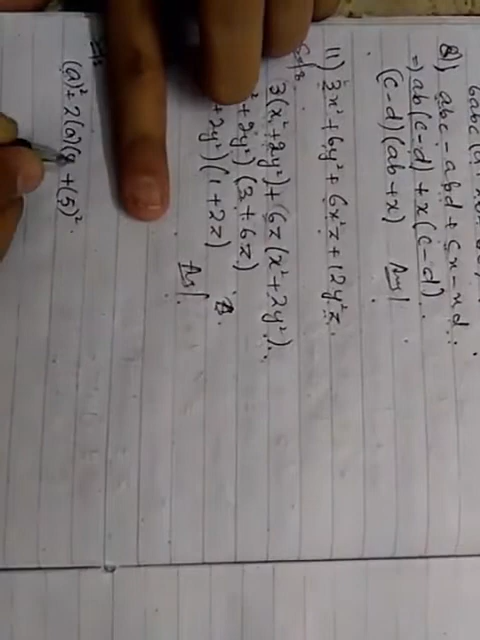 8) abc - abd + cx - xd.
⇒ ab(c-d) + x(c-d).
(c-d)(ab+x) Ans/.
11) 3x² + 6y² + 6x²z + 12y²z.
3(x²+2y²) + 6z(x²+2y²).
²+2y²)(3+6z)
+2y²)(1+2z)
Ans/.
(a)² + 2(a)( + (5)².